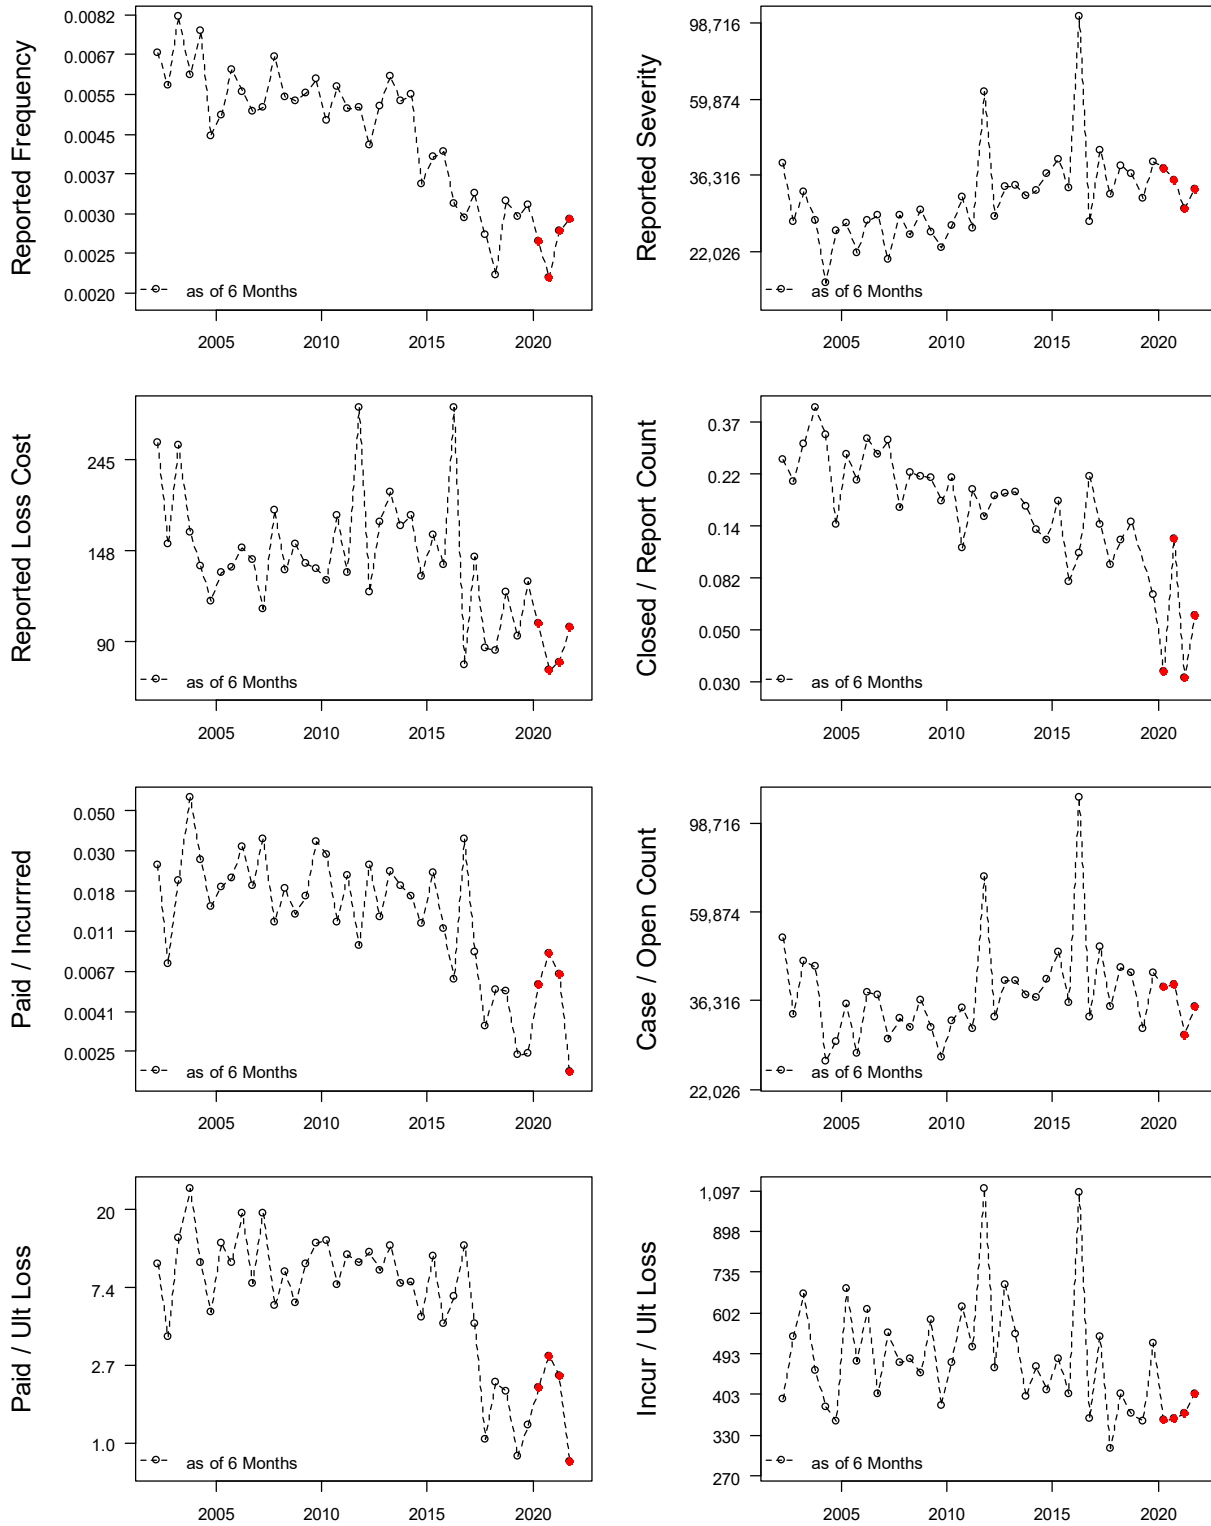 Reported Frequency
0.0082
0.0067
0.0055
0.0045
0.0037
0.0030
0.0025
0.0020
as of 6 Months
2005 2010 2015 2020
Reported Severity
98,716
59,874
36,316
22,026
as of 6 Months
2005 2010 2015 2020
Reported Loss Cost
245
148
90
as of 6 Months
2005 2010 2015 2020
Closed / Report Count
0.37
0.22
0.14
0.082
0.050
0.030
as of 6 Months
2005 2010 2015 2020
Paid / Incurrred
0.050
0.030
0.018
0.011
0.0067
0.0041
0.0025
as of 6 Months
2005 2010 2015 2020
Case / Open Count
98,716
59,874
36,316
22,026
as of 6 Months
2005 2010 2015 2020
Paid / Ult Loss
20
7.4
2.7
1.0
as of 6 Months
2005 2010 2015 2020
Incur / Ult Loss
1,097
898
735
602
493
403
330
270
as of 6 Months
2005 2010 2015 2020